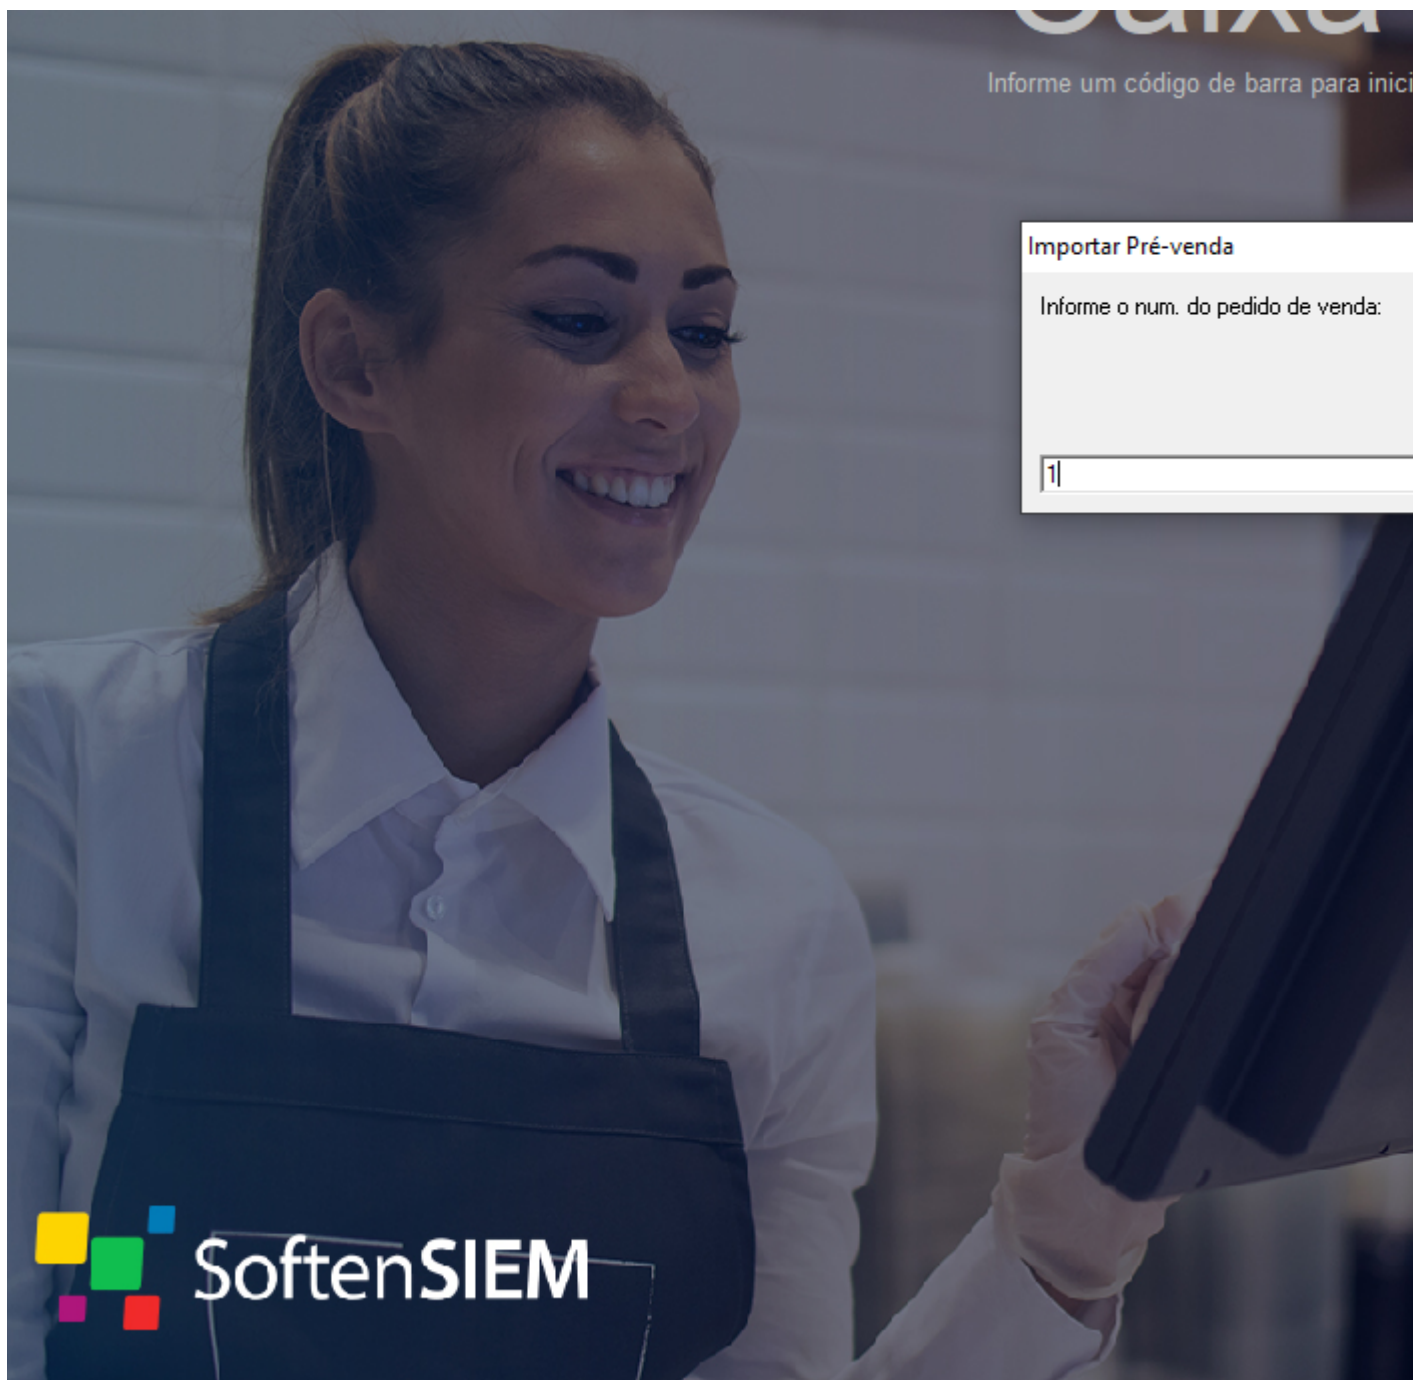 Informe um código de barra para inici
Importar Pré-venda
Informe o num. do pedido de venda:
1
SoftenSIEM